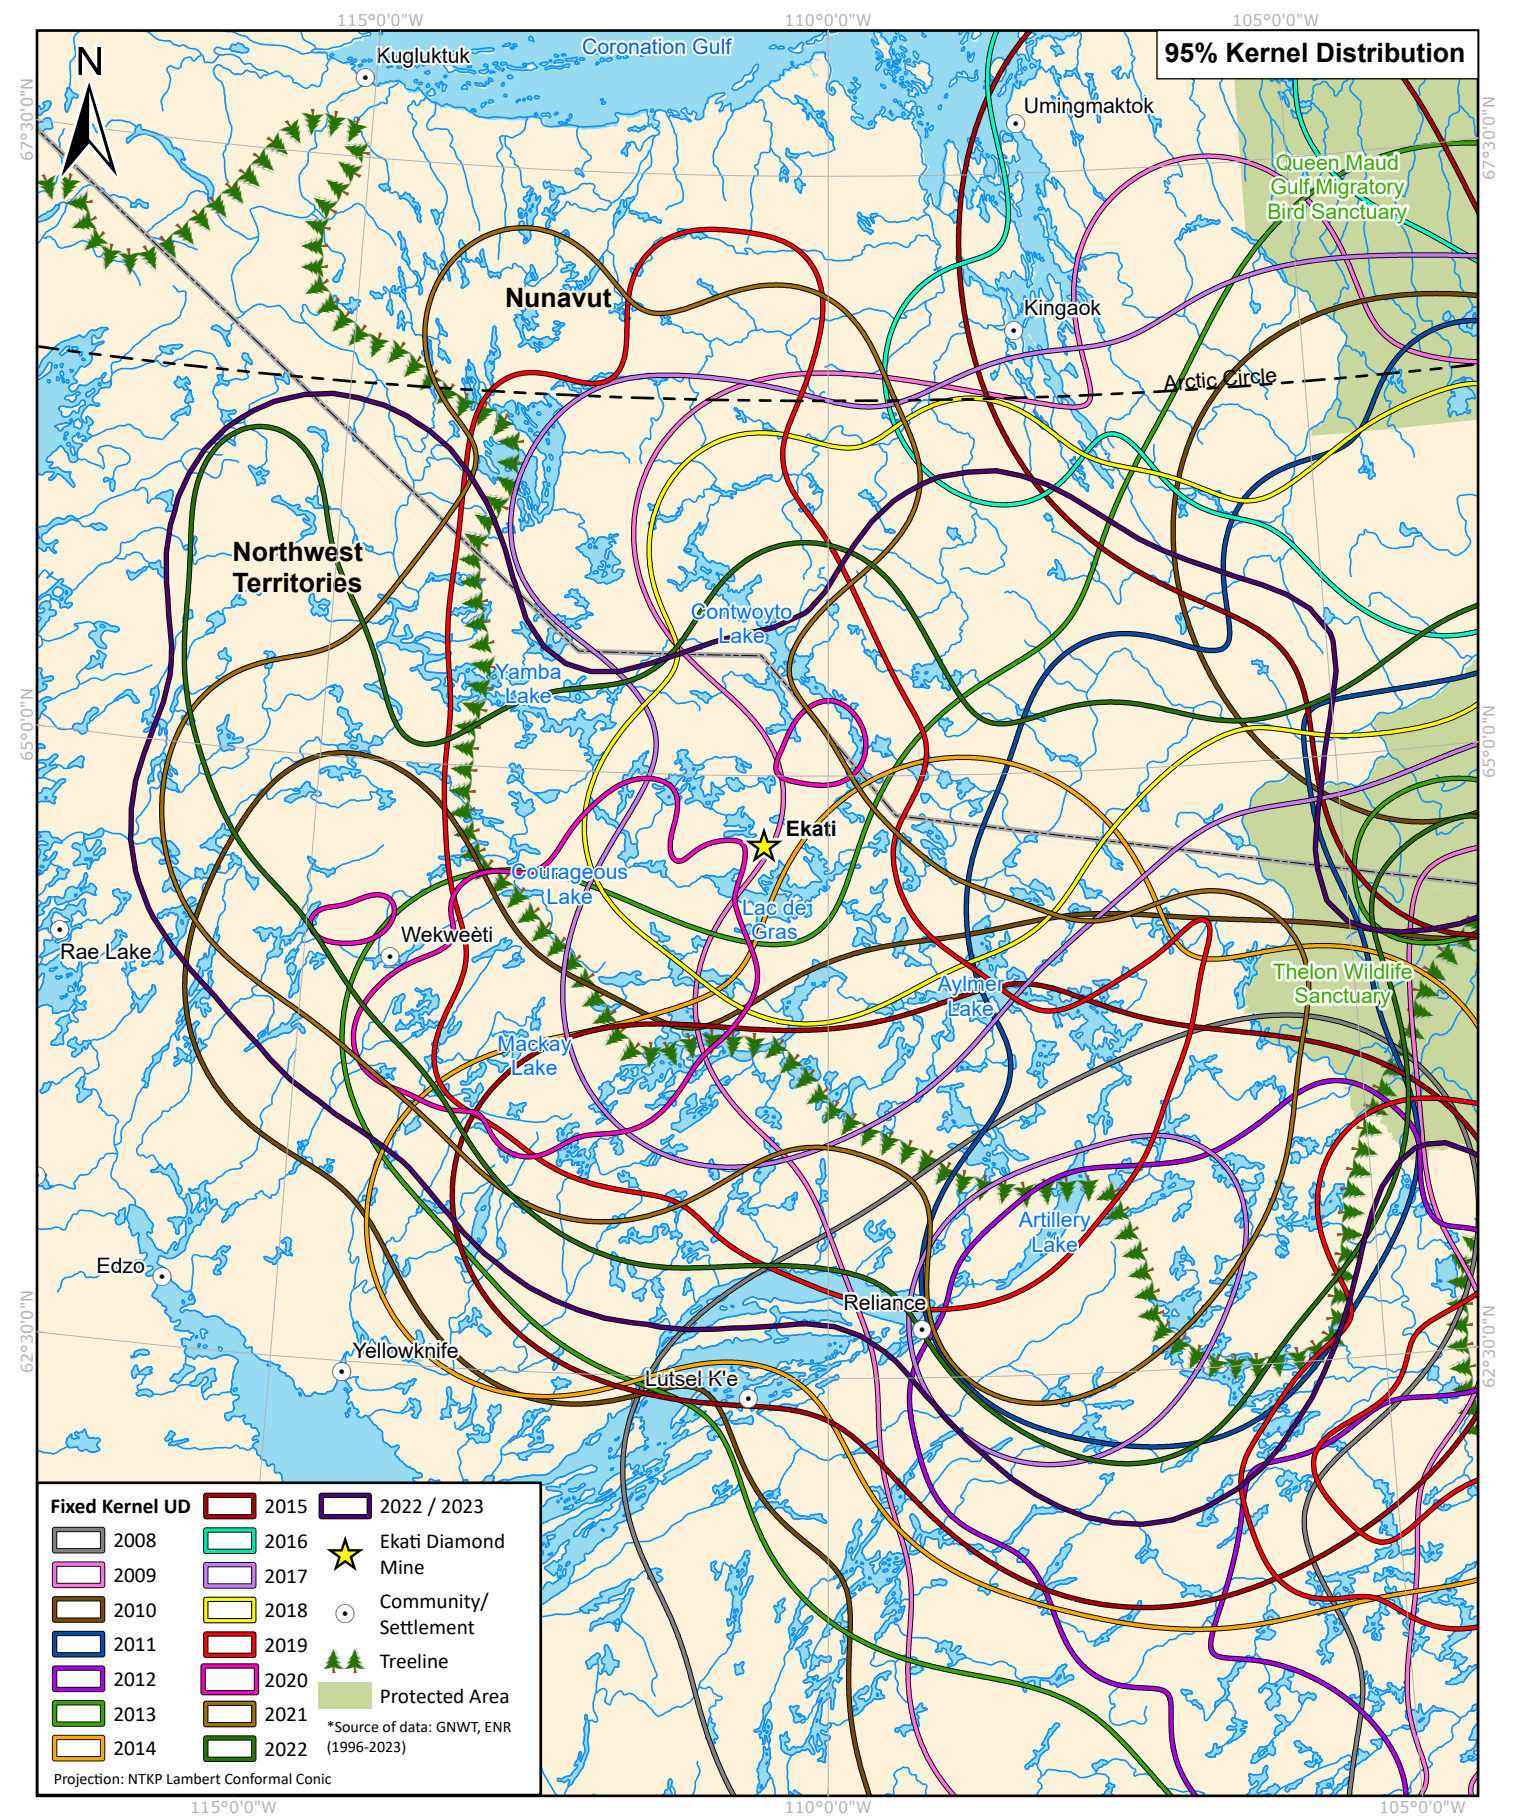 115°0'0"W
110°0'0"W
105°0'0"W
95% Kernel Distribution
Coronation Gulf
N
Kugluktuk
Umingmaktok
67°30'0"N
67°30'0"N
Queen Maud
Gulf Migratory
Bird Sanctuary
Nunavut
Kingaok
Arctic Circle
Northwest
Territories
Contwoyto
Lake
Yamba
Lake
65°0'0"N
65°0'0"N
Ekati
Courageous
Lake
Lac de
Gras
Wekweèti
Rae Lake
Thelon Wildlife
Sanctuary
Aylmer
Lake
Mackay
Lake
Artillery
Lake
Edzo
Reliance
62°30'0"N
62°30'0"N
Yellowknife
Lutsel K'e
Fixed Kernel UD
2008
2009
2010
2011
2012
2013
2014
2015
2016
2017
2018
2019
2020
2021
2022
2022 / 2023
Ekati Diamond
Mine
Community/
Settlement
Treeline
Protected Area
*Source of data: GNWT, ENR
(1996-2023)
Projection: NTKP Lambert Conformal Conic
115°0'0"W
110°0'0"W
105°0'0"W